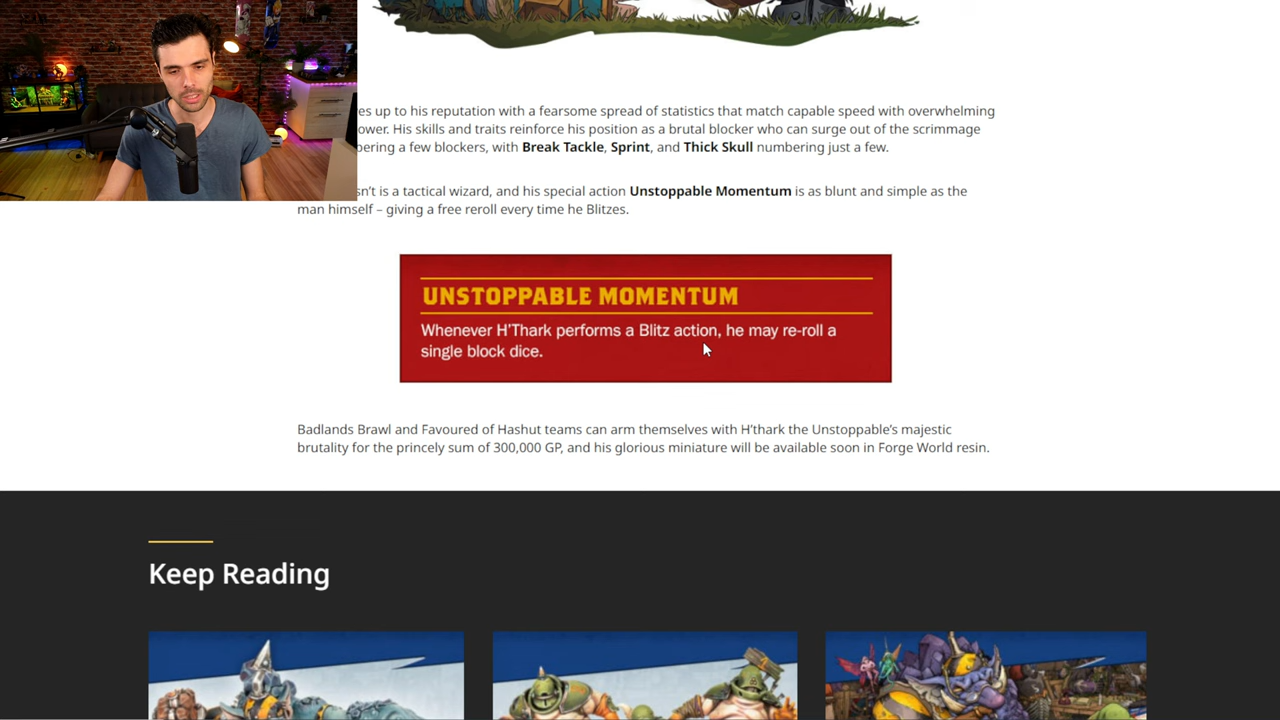 es up to his reputation with a fearsome spread of statistics that match capable speed with overwhelming
ower. His skills and traits reinforce his position as a brutal blocker who can surge out of the scrimmage
bering a few blockers, with Break Tackle, Sprint, and Thick Skull numbering just a few.
sn't is a tactical wizard, and his special action Unstoppable Momentum is as blunt and simple as the
man himself – giving a free reroll every time he Blitzes.
UNSTOPPABLE MOMENTUM
Whenever H'Thark performs a Blitz action, he may re-roll a
single block dice.
Badlands Brawl and Favoured of Hashut teams can arm themselves with H'thark the Unstoppable's majestic
brutality for the princely sum of 300,000 GP, and his glorious miniature will be available soon in Forge World resin.
Keep Reading